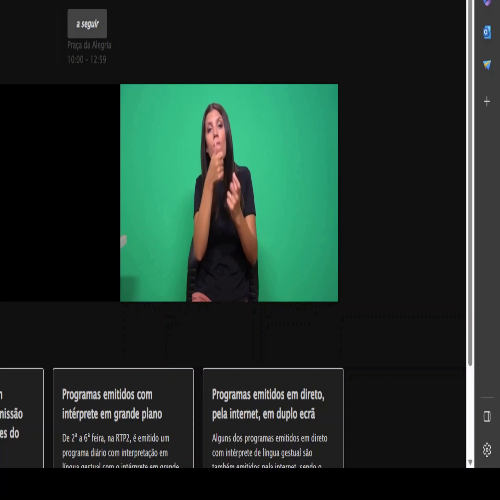 a seguir
Praça da Alegria
10:00 - 12:59
missão
es do
Programas emitidos com
intérprete em grande plano
De 2ª a 6ª feira, na RTP2, é emitido um
programa diário com interpretação em
língua gestual com o intérprete em grande
Programas emitidos em direto,
pela internet, em duplo ecrã
Alguns dos programas emitidos em direto
com intérprete de língua gestual são
também emitidos pela internet, sendo o